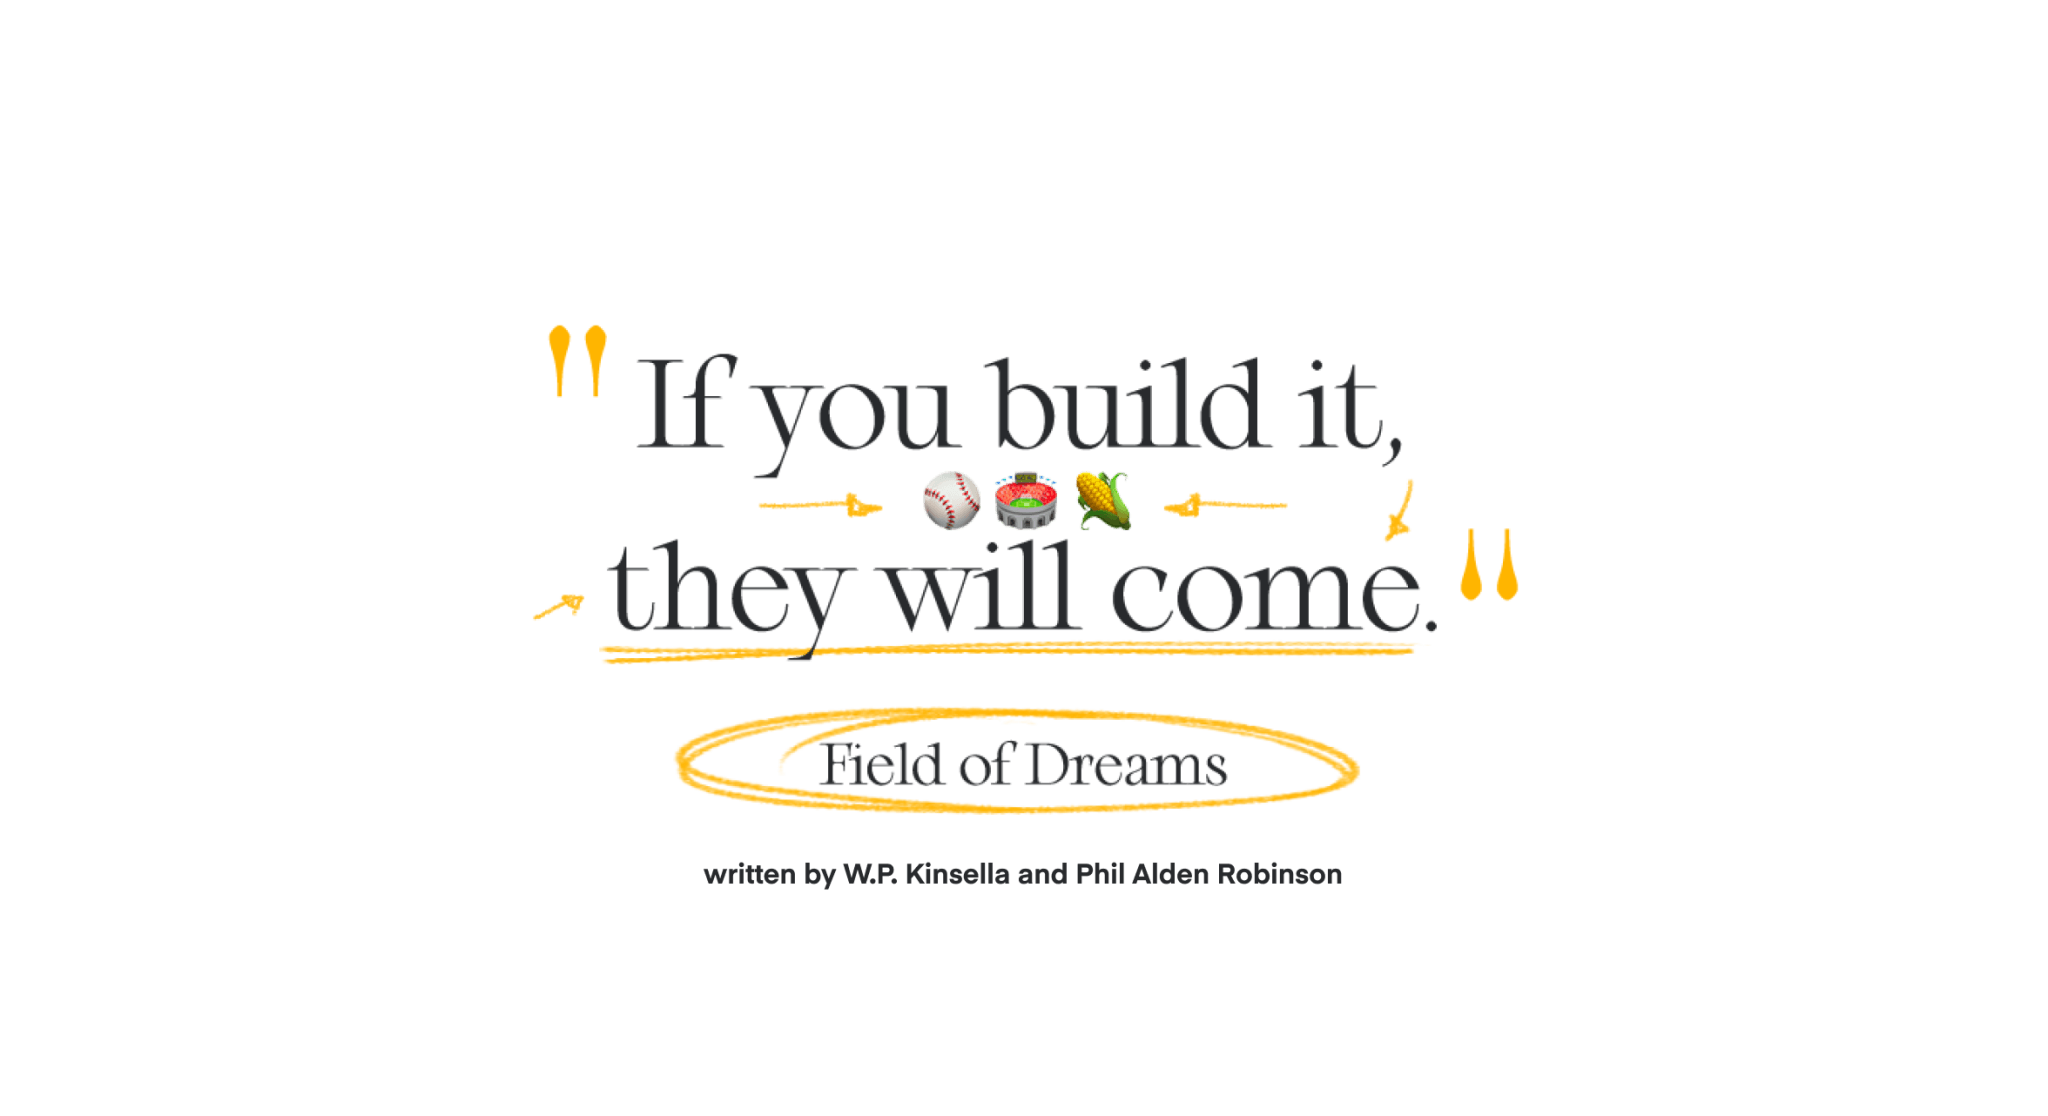 "If you build it,
⚾🏟️🌽
they will come."
Field of Dreams
written by W.P. Kinsella and Phil Alden Robinson